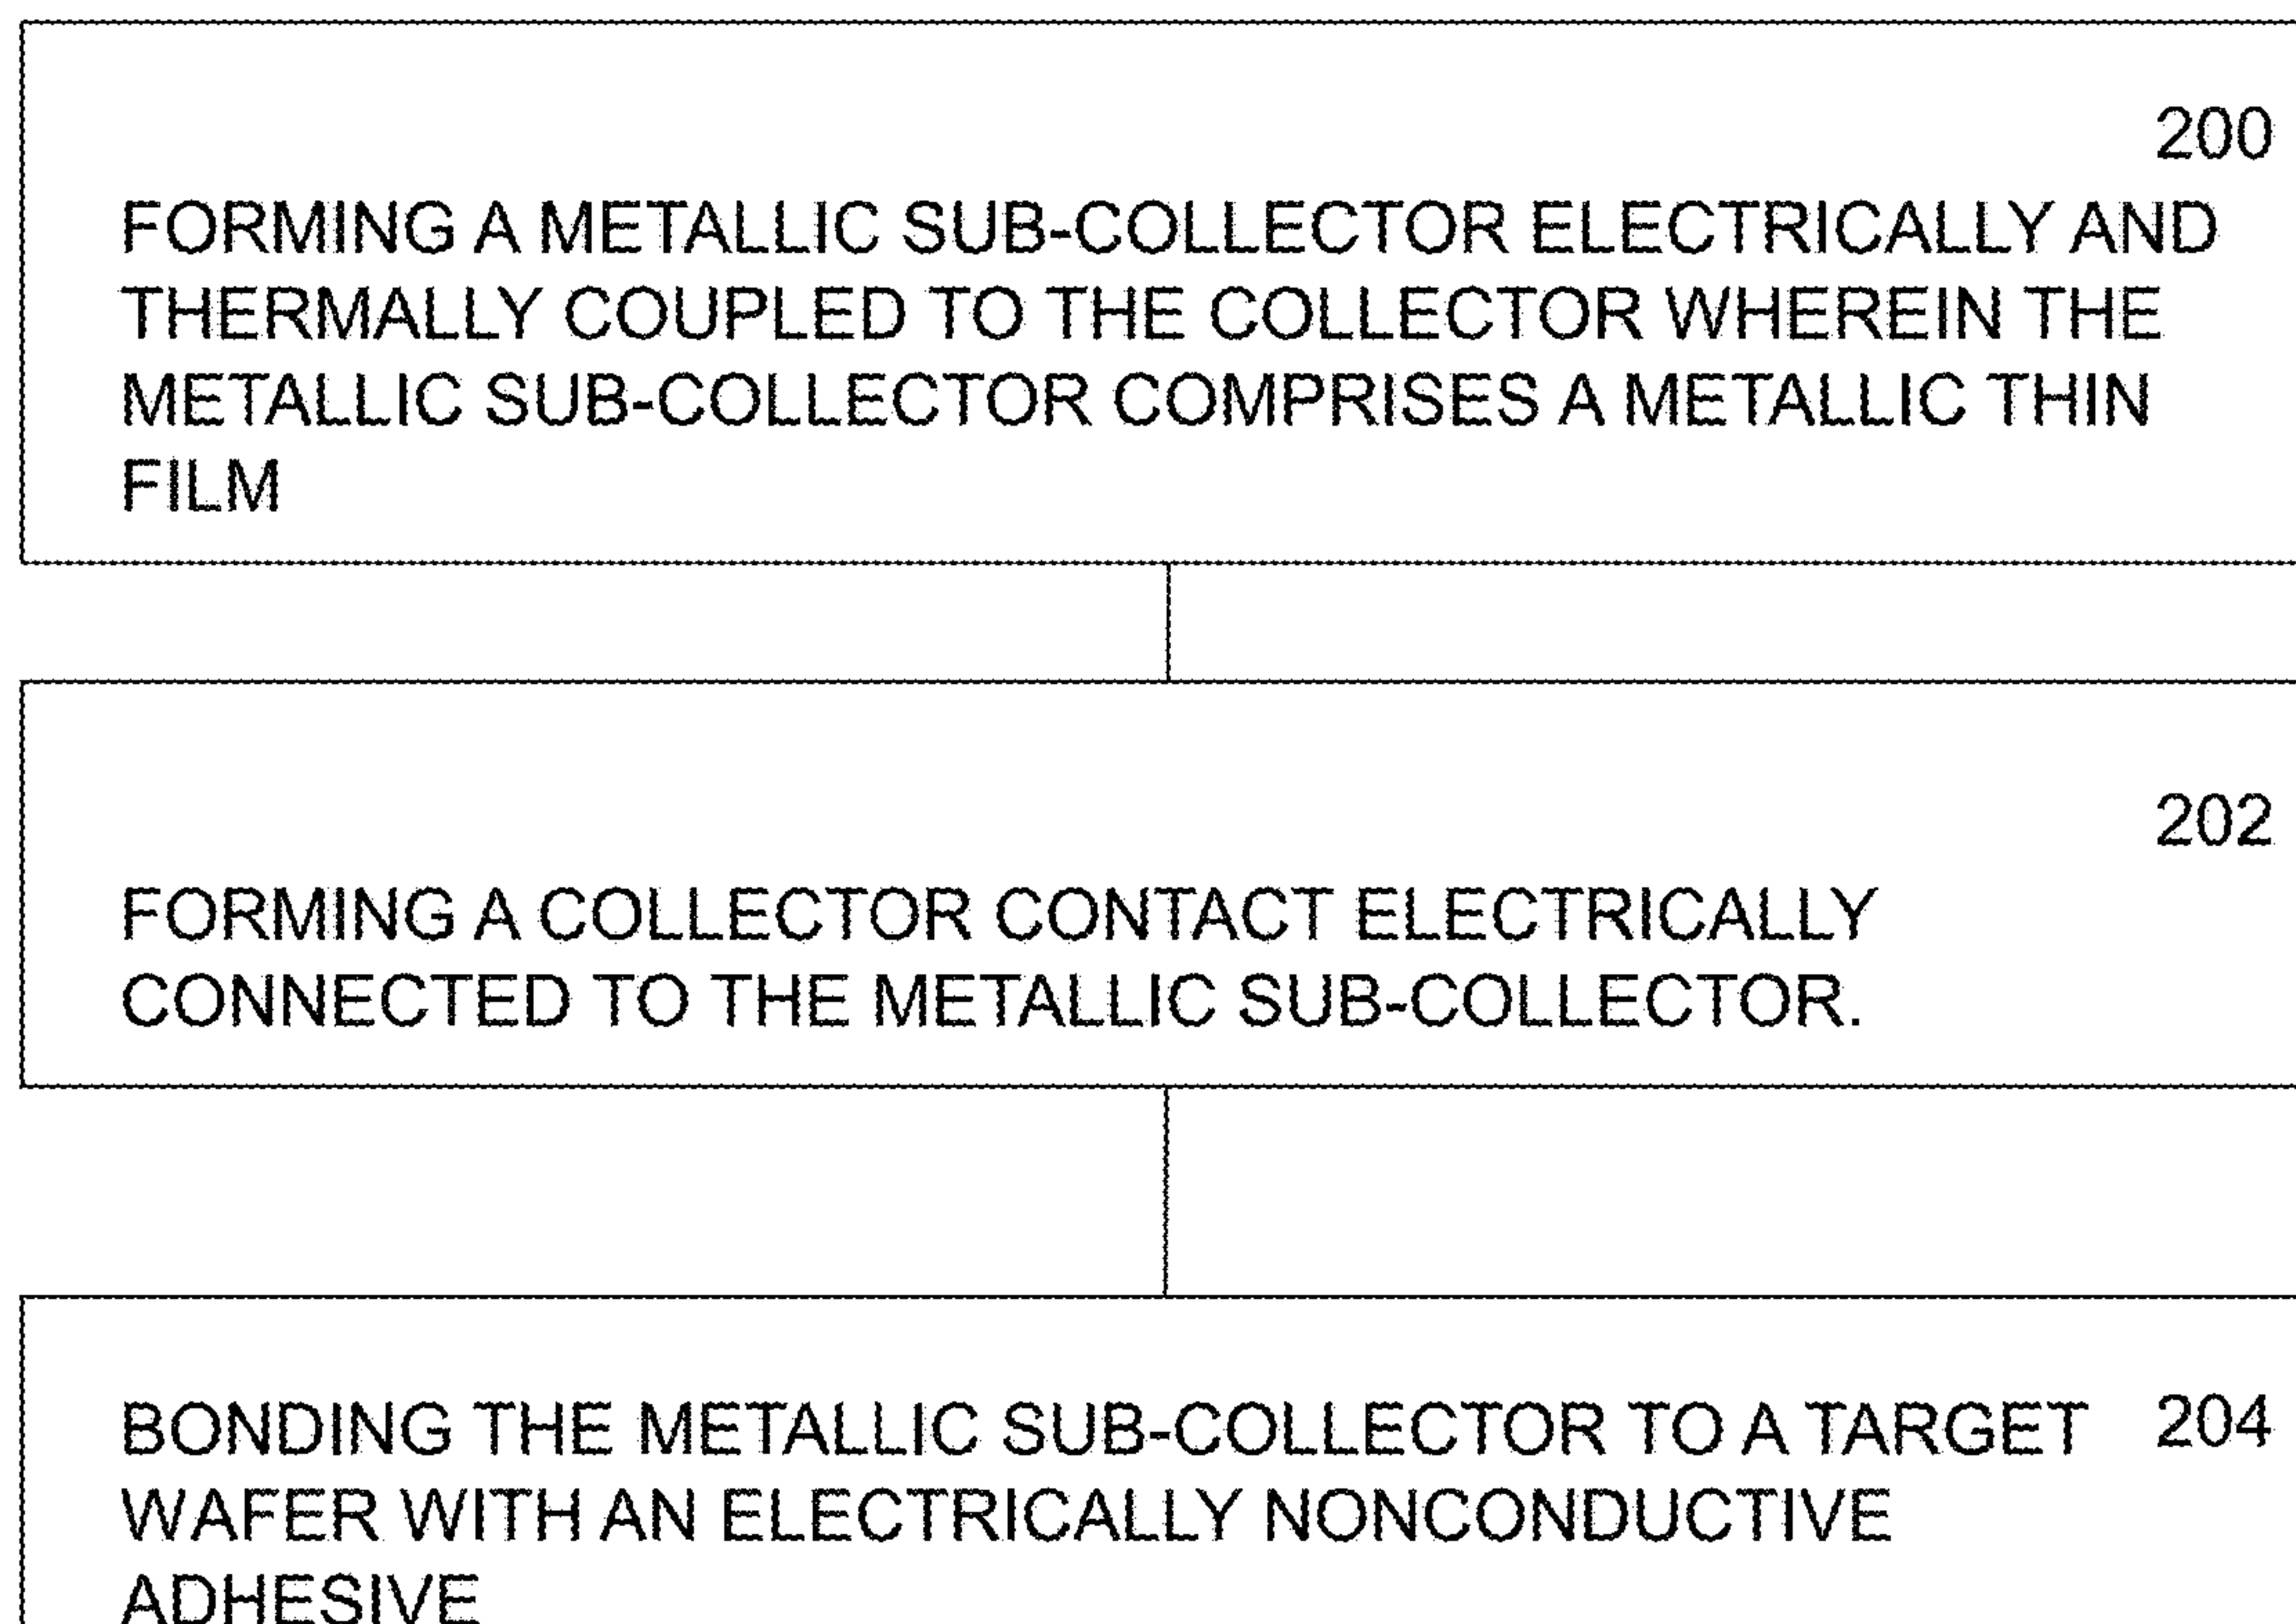 200
FORMING A METALLIC SUB-COLLECTOR ELECTRICALLY AND
THERMALLY COUPLED TO THE COLLECTOR WHEREIN THE
METALLIC SUB-COLLECTOR COMPRISES A METALLIC THIN
FILM
202
FORMING A COLLECTOR CONTACT ELECTRICALLY
CONNECTED TO THE METALLIC SUB-COLLECTOR.
BONDING THE METALLIC SUB-COLLECTOR TO A TARGET 204
WAFER WITH AN ELECTRICALLY NONCONDUCTIVE
ADHESIVE